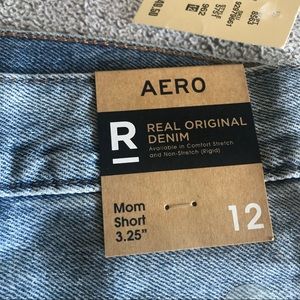 AERO
R
REAL ORIGINAL
DENIM
Available in Comfort Stretch
and Non-Stretch (Rigid)
Mom
Short
3.25"
12